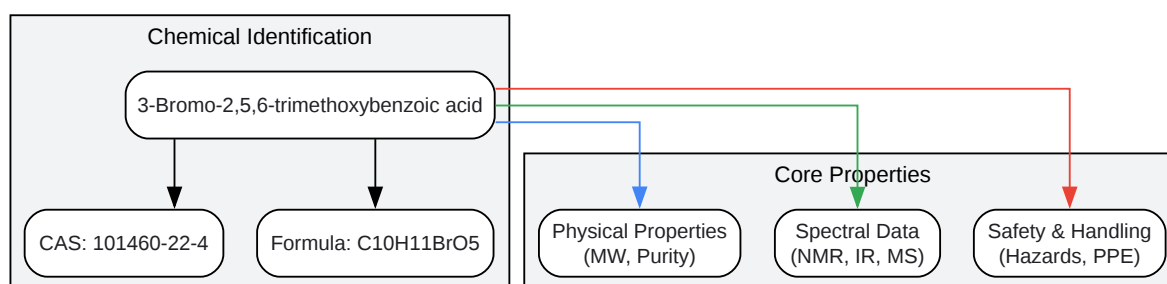 Chemical Identification
3-Bromo-2,5,6-trimethoxybenzoic acid
CAS: 101460-22-4
Formula: C10H11BrO5
Core Properties
Physical Properties
(MW, Purity)
Spectral Data
(NMR, IR, MS)
Safety & Handling
(Hazards, PPE)